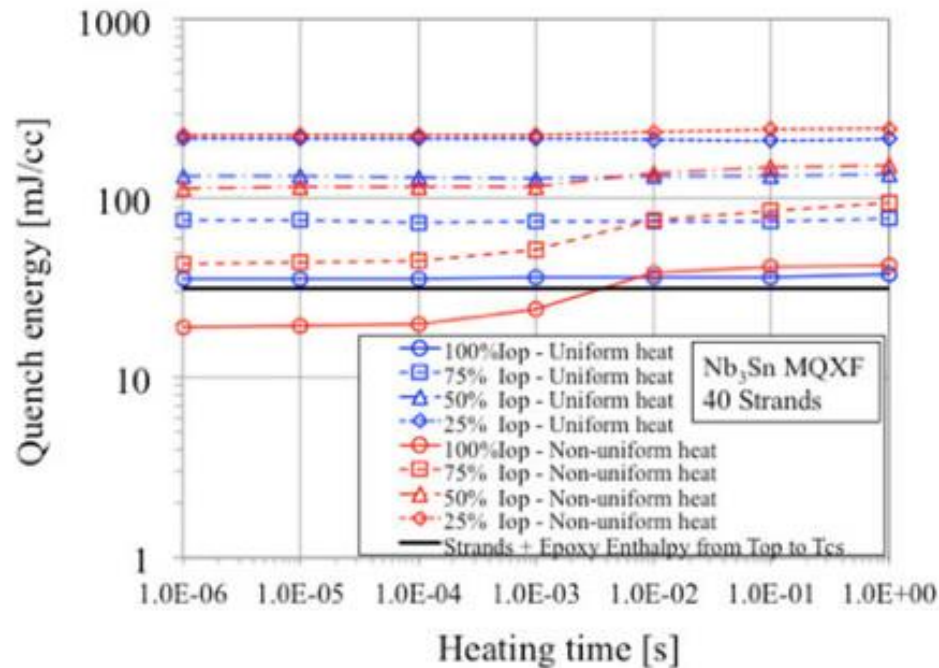 1000
100
10
1
Quench energy [mJ/cc]
100%Iop - Uniform heat
75% Iop - Uniform heat
50% Iop - Uniform heat
25% Iop - Uniform heat
100%Iop - Non-uniform heat
75% Iop - Non-uniform heat
50% Iop - Non-uniform heat
25% Iop - Non-uniform heat
Strands + Epoxy Enthalpy from Top to Tcs
Nb₃Sn MQXF
40 Strands
1.0E-06 1.0E-05 1.0E-04 1.0E-03 1.0E-02 1.0E-01 1.0E+00
Heating time [s]